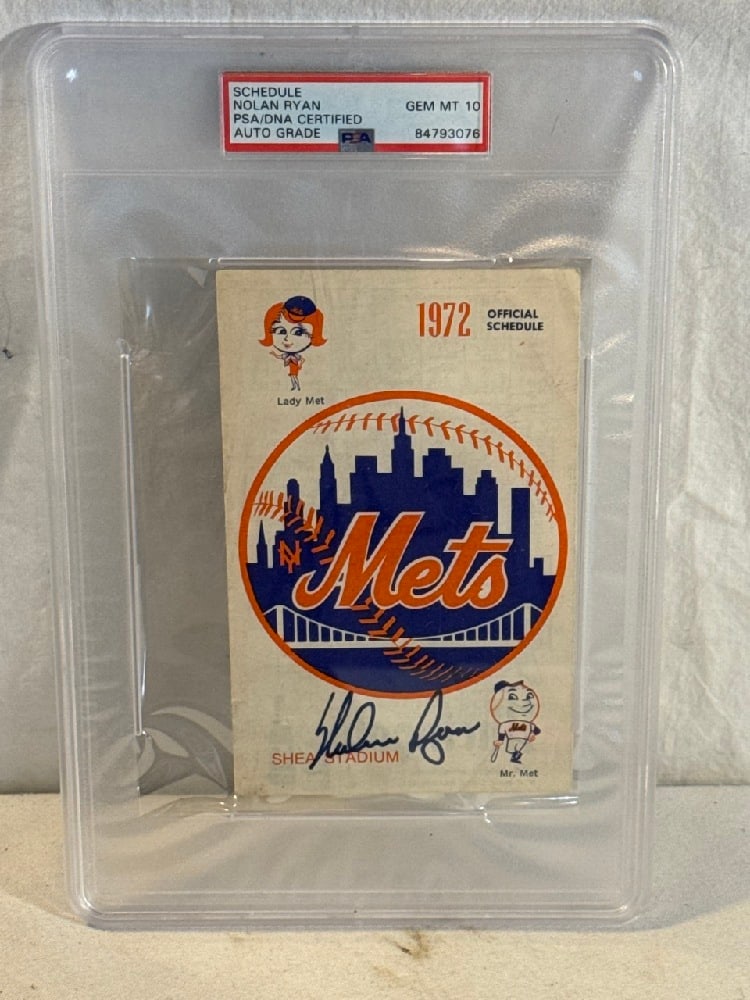 SCHEDULE
NOLAN RYAN GEM MT 10
PSA/DNA CERTIFIED
AUTO GRADE PSA 84793076
1972 OFFICIAL
SCHEDULE
Lady Met
NY
Mets
Nolan Ryan
SHEA STADIUM
Mets
Mr. Met